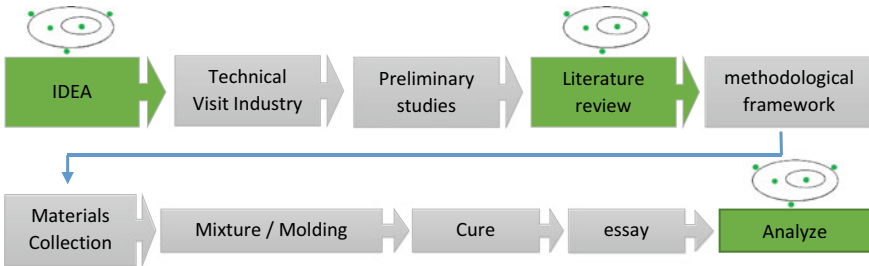 IDEA
Technical
Visit Industry
Preliminary
studies
Literature
review
methodological
framework
Materials
Collection
Mixture / Molding
Cure
essay
Analyze